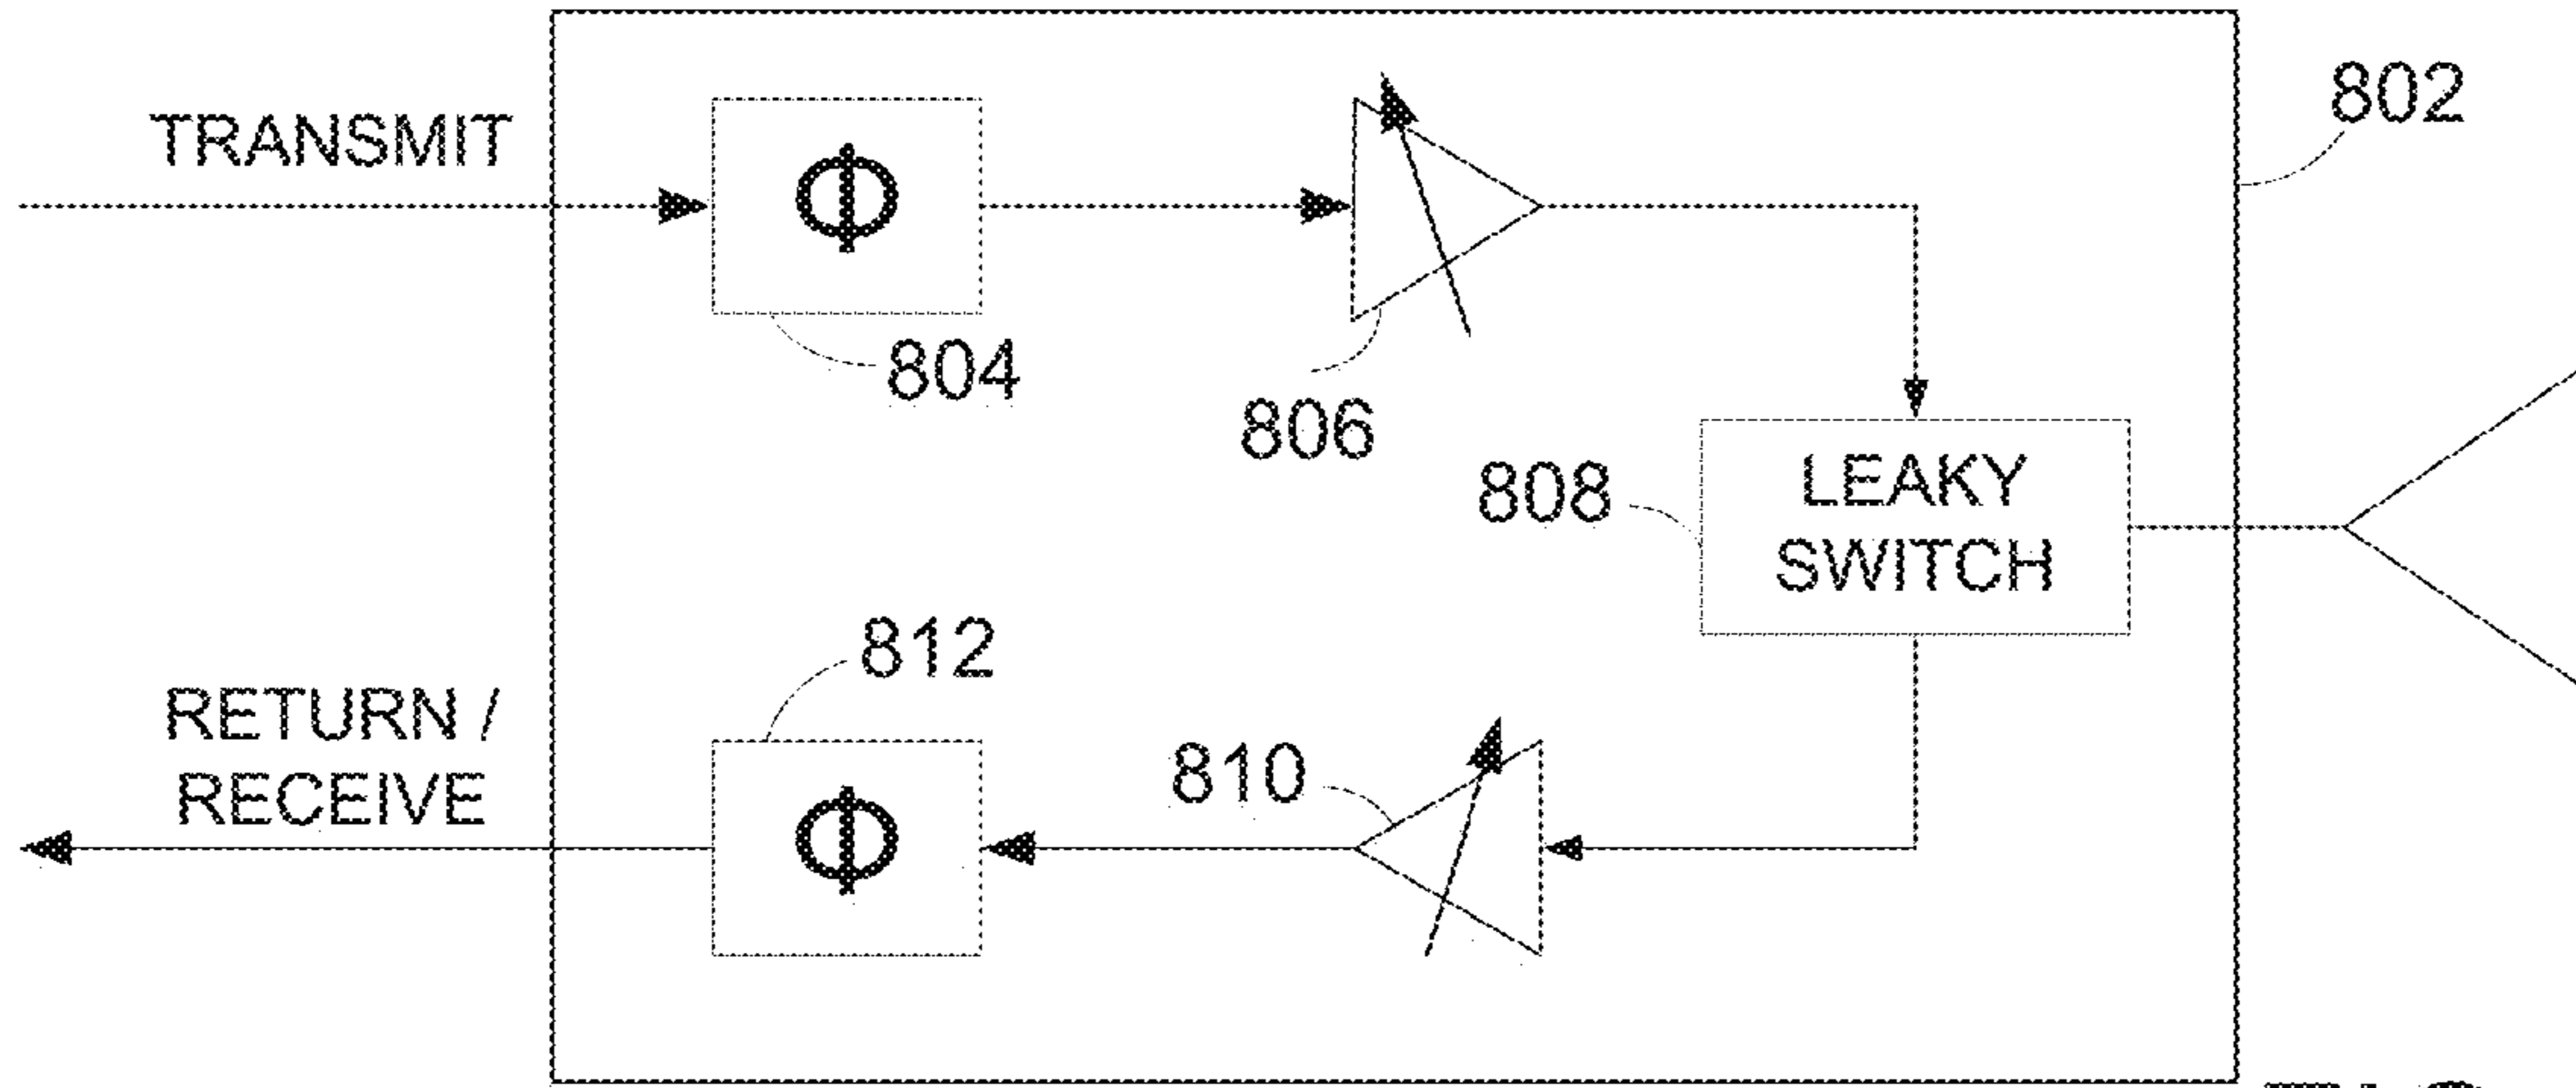 TRANSMIT
Φ
802
804
806
808
LEAKY
SWITCH
812
RETURN /
RECEIVE
810
Φ